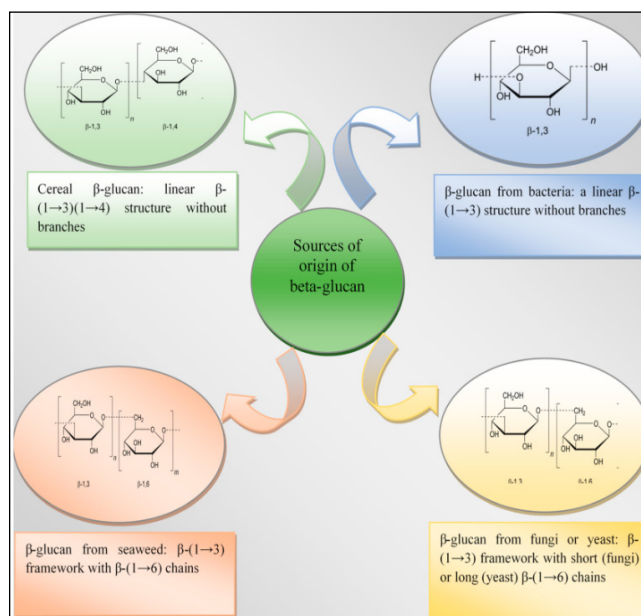 CH₂OH
CH₂OH
O
O
O
O
OH
OH
OH
OH
OH
n
β-1,3
β-1,4
Cereal β-glucan: linear β-
(1→3)(1→4) structure without
branches
CH₂OH
O
OH
H
O
OH
OH
n
β-1,3
β-glucan from bacteria: a linear β-
(1→3) structure without branches
Sources of
origin of
beta-glucan
CH₂OH
CH₂
O
O
O
O
OH
OH
OH
OH
OH
n
m
β-1,3
β-1,6
β-glucan from seaweed: β-(1→3)
framework with β-(1→6) chains
CH₂OH
CH₂
O
O
O
O
OH
OH
OH
OH
OH
n
m
β-glucan from fungi or yeast: β-
(1→3) framework with short (fungi)
or long (yeast) β-(1→6) chains